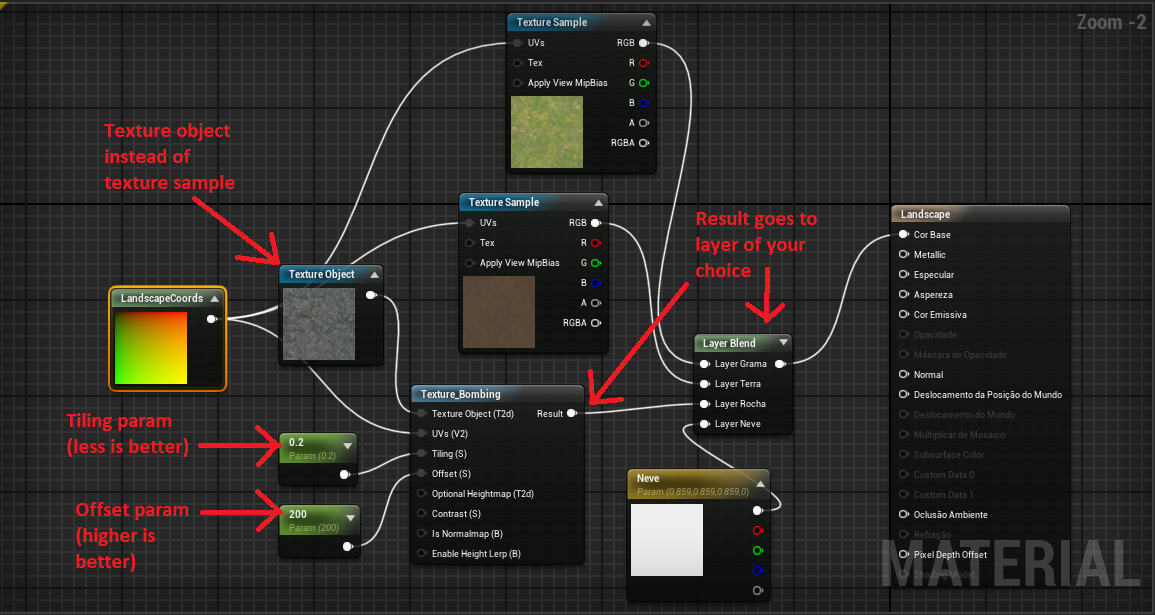 Zoom -2
Texture Sample
UVs
RGB
Tex
R
Apply View MipBias
G
B
A
RGBA
Texture object
instead of
texture sample
Texture Sample
UVs
RGB
Tex
R
Apply View MipBias
G
B
A
RGBA
Result goes to
layer of your
choice
Texture Object
LandscapeCoords
Layer Blend
Layer Grama
Layer Terra
Layer Rocha
Layer Neve
Texture_Bombing
Texture Object (T2d)
Result
UVs (V2)
Tiling (S)
Offset (S)
Optional Heightmap (T2d)
Contrast (S)
Is Normalmap (B)
Enable Height Lerp (B)
Tiling param
(less is better)
0.2
Param (0.2)
Offset param
(higher is
better)
200
Param (200)
Neve
Param (0.859,0.859,0.859,0)
Landscape
Cor Base
Metallic
Especular
Aspereza
Cor Emissiva
Opacidade
Máscara de Opacidade
Normal
Deslocamento da Posição do Mundo
Deslocamento do Mundo
Multiplicar de Mosaico
Subsurface Color
Custom Data 0
Custom Data 1
Oclusão Ambiente
Refração
Pixel Depth Offset
Shading Model
MATERIAL